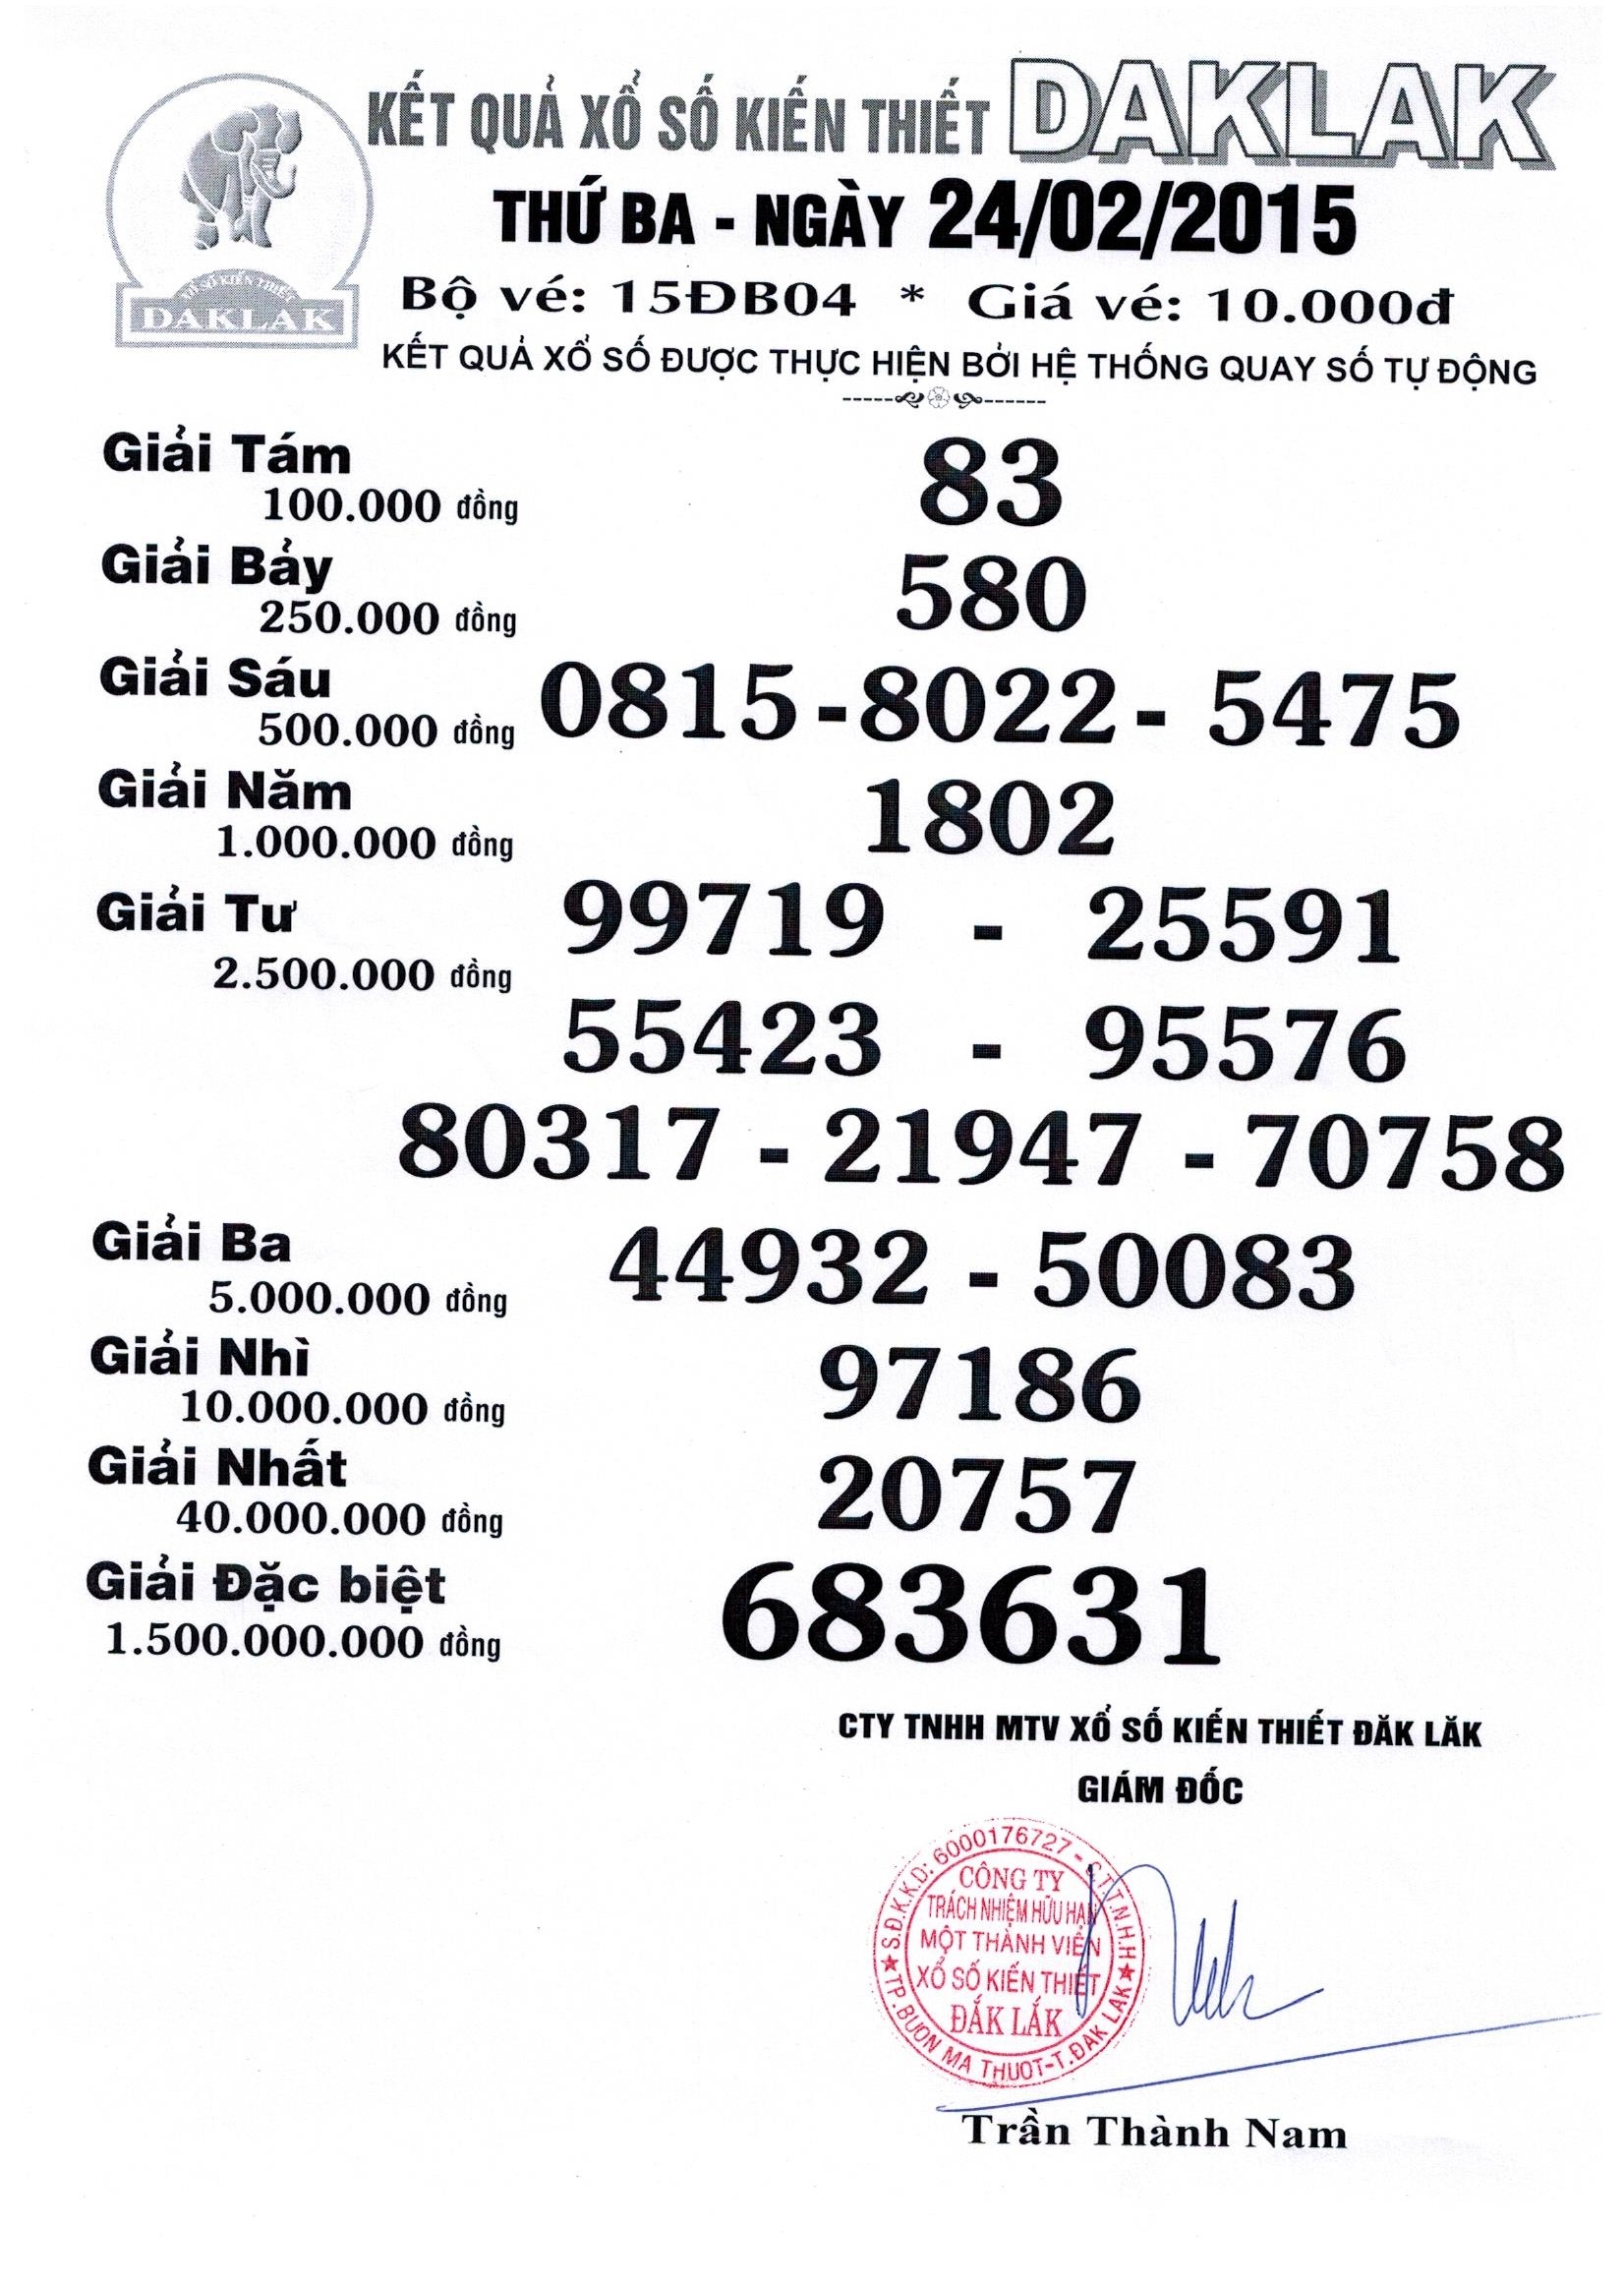 KẾT QUẢ XỔ SỐ KIẾN THIẾT DAKLAK
THỨ BA - NGÀY 24/02/2015
XỔ SỐ KIẾN THIẾT
DAKLAK
Bộ vé: 15ĐB04 * Giá vé: 10.000đ
KẾT QUẢ XỔ SỐ ĐƯỢC THỰC HIỆN BỞI HỆ THỐNG QUAY SỐ TỰ ĐỘNG
Giải Tám
100.000 đồng
83
Giải Bảy
250.000 đồng
580
Giải Sáu
500.000 đồng
0815 - 8022 - 5475
Giải Năm
1.000.000 đồng
1802
Giải Tư
2.500.000 đồng
99719 - 25591
55423 - 95576
80317 - 21947 - 70758
Giải Ba
5.000.000 đồng
44932 - 50083
Giải Nhì
10.000.000 đồng
97186
Giải Nhất
40.000.000 đồng
20757
Giải Đặc biệt
1.500.000.000 đồng
683631
CTY TNHH MTV XỔ SỐ KIẾN THIẾT ĐĂK LĂK
GIÁM ĐỐC
S.Đ.K.K.D: 6000176727 - C.T.T.N.H.H
CÔNG TY
TRÁCH NHIỆM HỮU HẠN
MỘT THÀNH VIÊN
XỔ SỐ KIẾN THIẾT
ĐẮK LẮK
TP.BUÔN MA THUỘT-T.ĐAK LAK
Trần Thành Nam